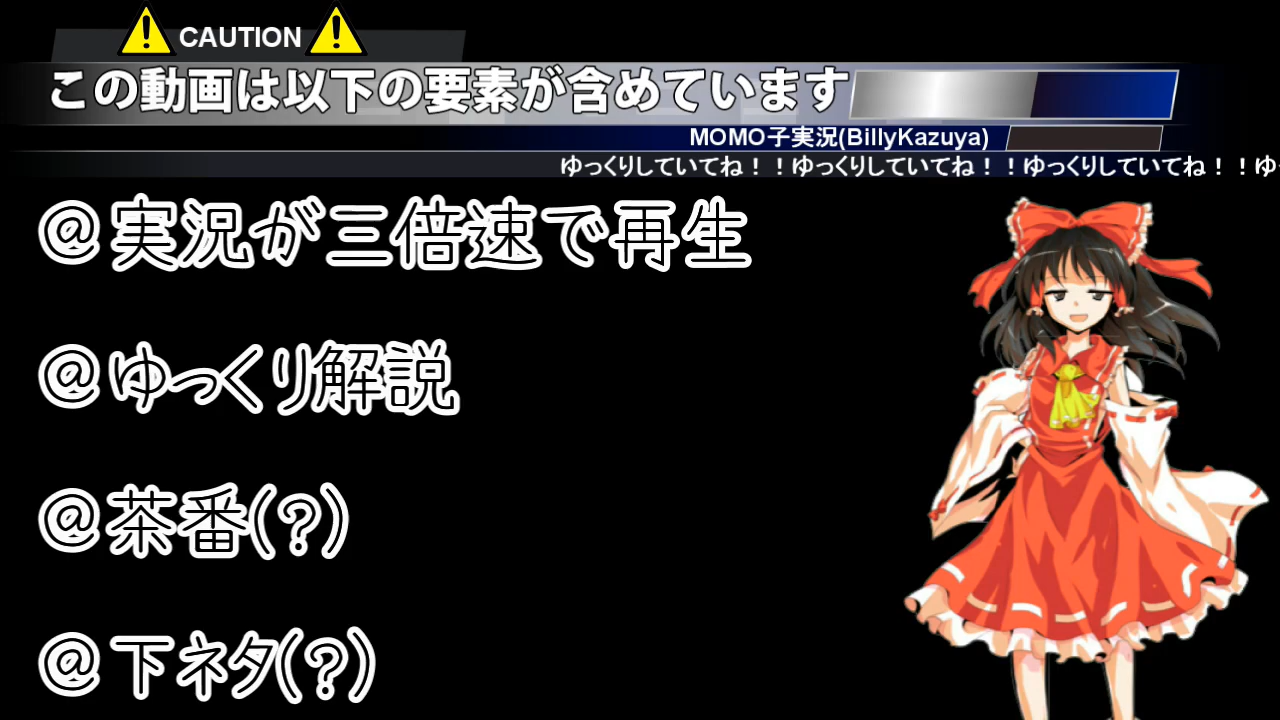 CAUTION
この動画は以下の要素が含めています
MOMO子実況(BillyKazuya)
ゆっくりしていてね！！ゆっくりしていてね！！ゆっくりしていてね！！ゆ
@実況が三倍速で再生
@ゆっくり解説
@茶番(?)
@下ネタ(?)